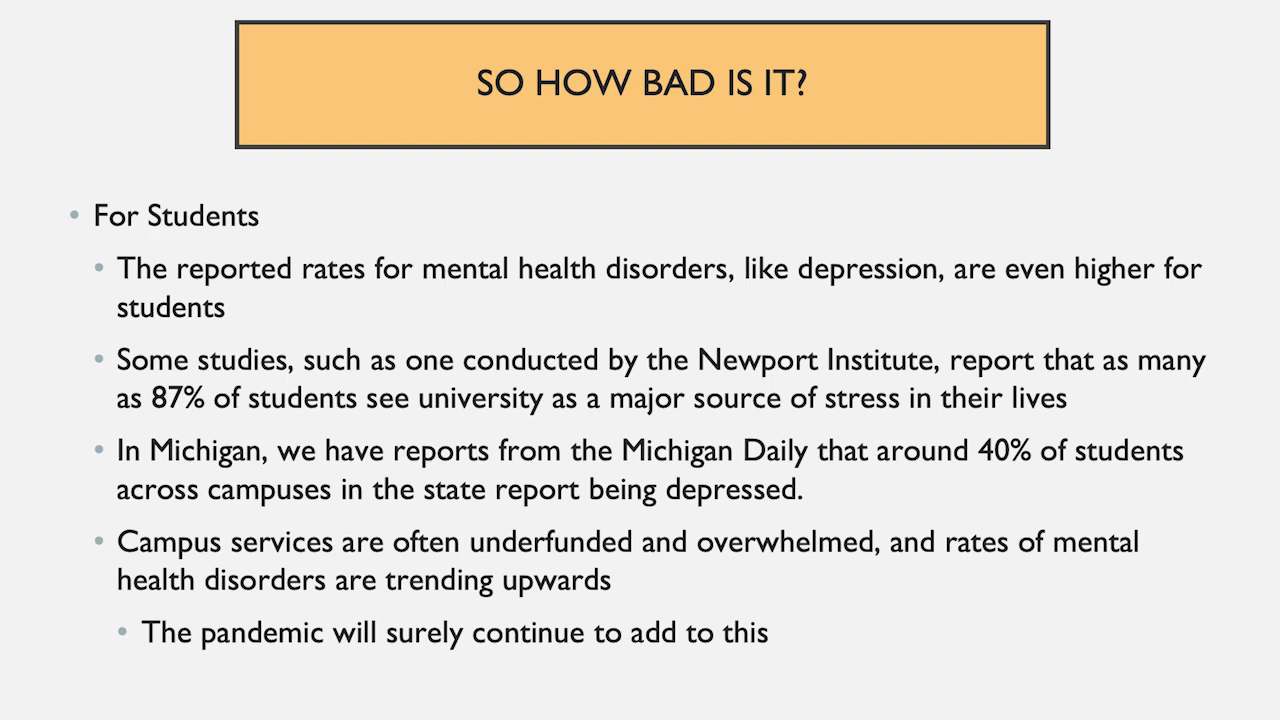 SO HOW BAD IS IT?
• For Students
• The reported rates for mental health disorders, like depression, are even higher for
students
• Some studies, such as one conducted by the Newport Institute, report that as many
as 87% of students see university as a major source of stress in their lives
• In Michigan, we have reports from the Michigan Daily that around 40% of students
across campuses in the state report being depressed.
• Campus services are often underfunded and overwhelmed, and rates of mental
health disorders are trending upwards
• The pandemic will surely continue to add to this